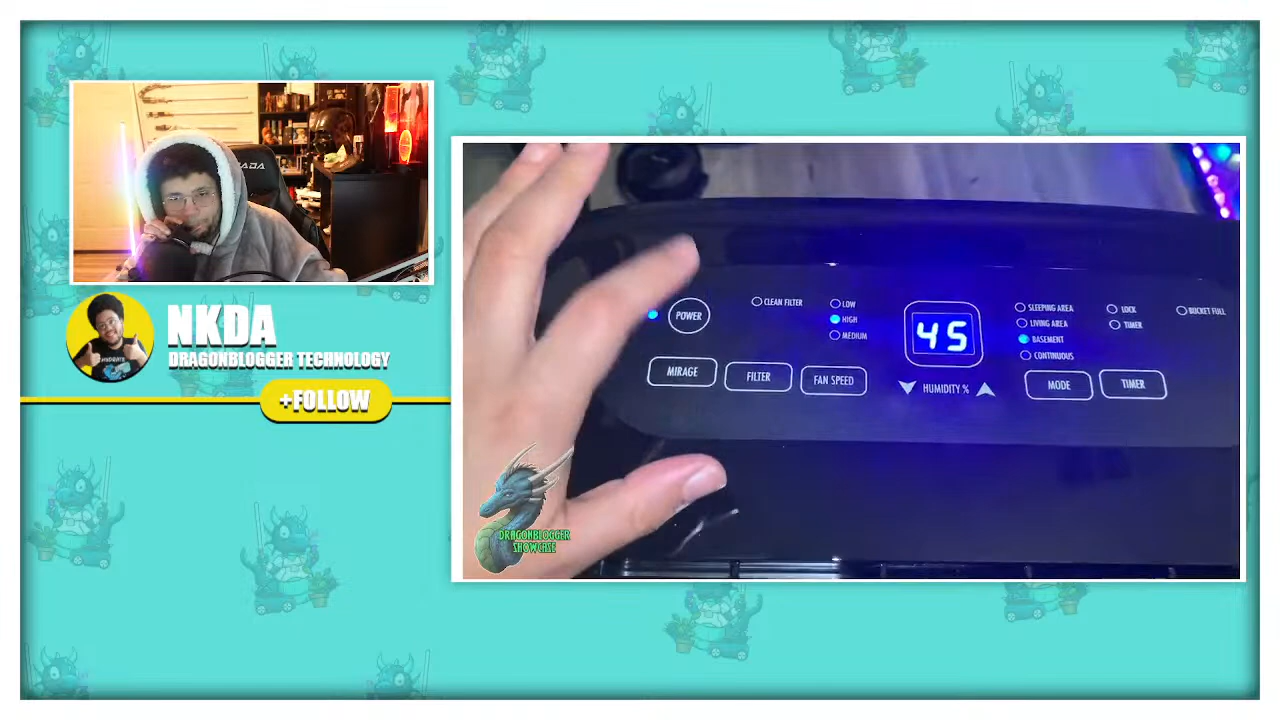 NKDA
DRAGONBLOGGER TECHNOLOGY
+FOLLOW
POWER
CLEAN FILTER
LOW
HIGH
MEDIUM
45
SLEEPING AREA
LIVING AREA
BASEMENT
CONTINUOUS
LOCK
TIMER
BUCKET FULL
MIRAGE
FILTER
FAN SPEED
HUMIDITY %
MODE
TIMER
DRAGONBLOGGER
SHOWCASE